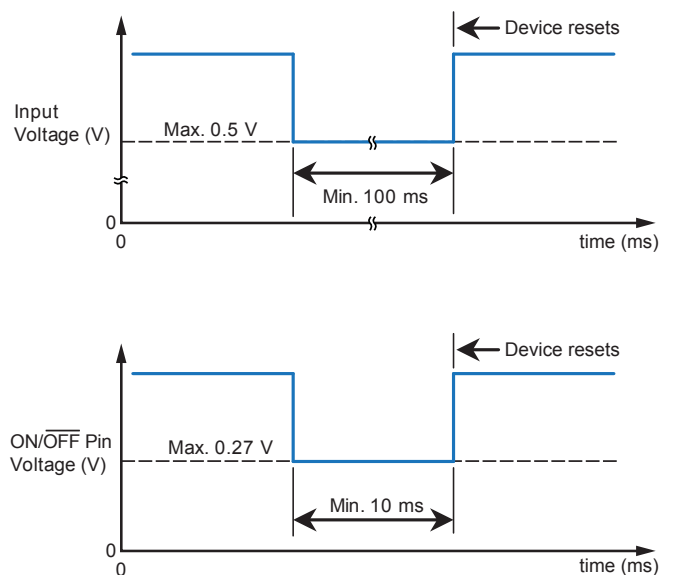 Device resets
Input
Voltage (V)
Max. 0.5 V
Min. 100 ms
0
0
time (ms)
Device resets
ON/OFF Pin
Voltage (V)
Max. 0.27 V
Min. 10 ms
0
0
time (ms)